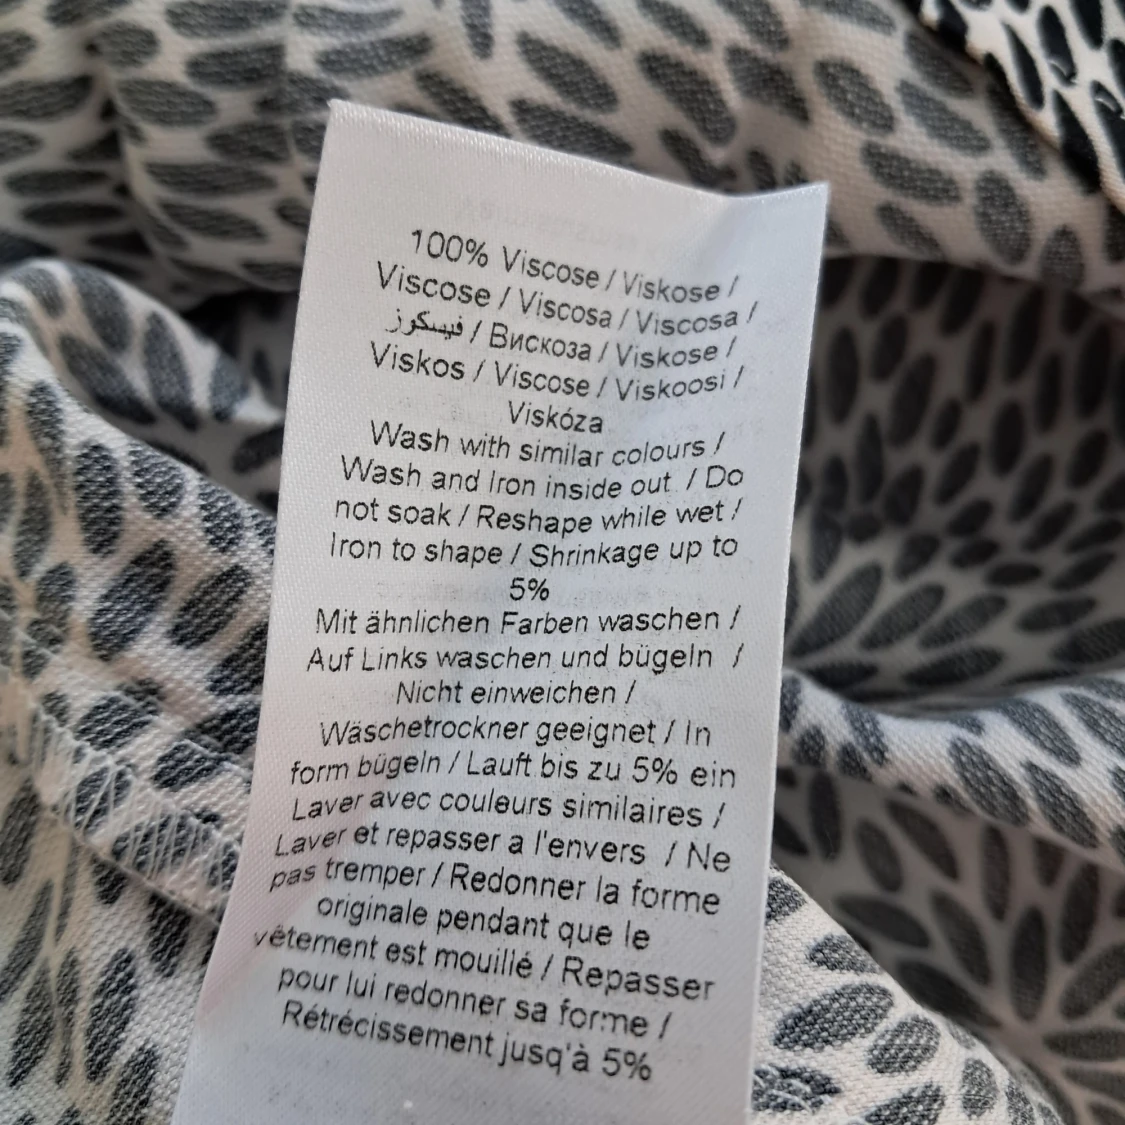 100% Viscose / Viskose /
Viscose / Viscosa / Viscosa /
فيسكوز / Вискоза / Viskose /
Viskos / Viscose / Viskoosi /
Viskóza
Wash with similar colours /
Wash and Iron inside out / Do
not soak / Reshape while wet /
Iron to shape / Shrinkage up to
5%
Mit ähnlichen Farben waschen /
Auf Links waschen und bügeln /
Nicht einweichen /
Wäschetrockner geeignet / In
form bügeln / Lauft bis zu 5% ein
Laver avec couleurs similaires /
Laver et repasser a l'envers / Ne
pas tremper / Redonner la forme
originale pendant que le
vêtement est mouillé / Repasser
pour lui redonner sa forme /
Rétrécissement jusq'à 5%